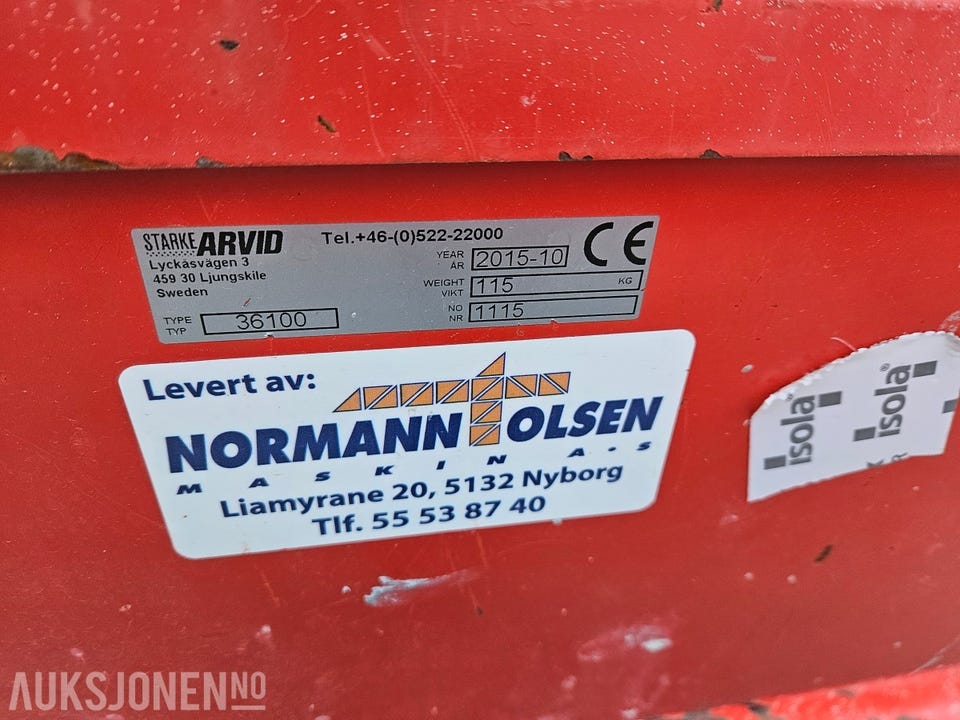 STARKE ARVID
Tel.+46-(0)522-22000
Lyckåsvägen 3
459 30 Ljungskile
Sweden
TYPE
TYP
36100
YEAR
ÅR
2015-10
CE
WEIGHT
VIKT
115
KG
NO
NR
1115
Levert av:
NORMANN OLSEN
MASKIN A.S
Liamyrane 20, 5132 Nyborg
Tlf. 55 53 87 40
isola®
isola®
AUKSJONEN NO